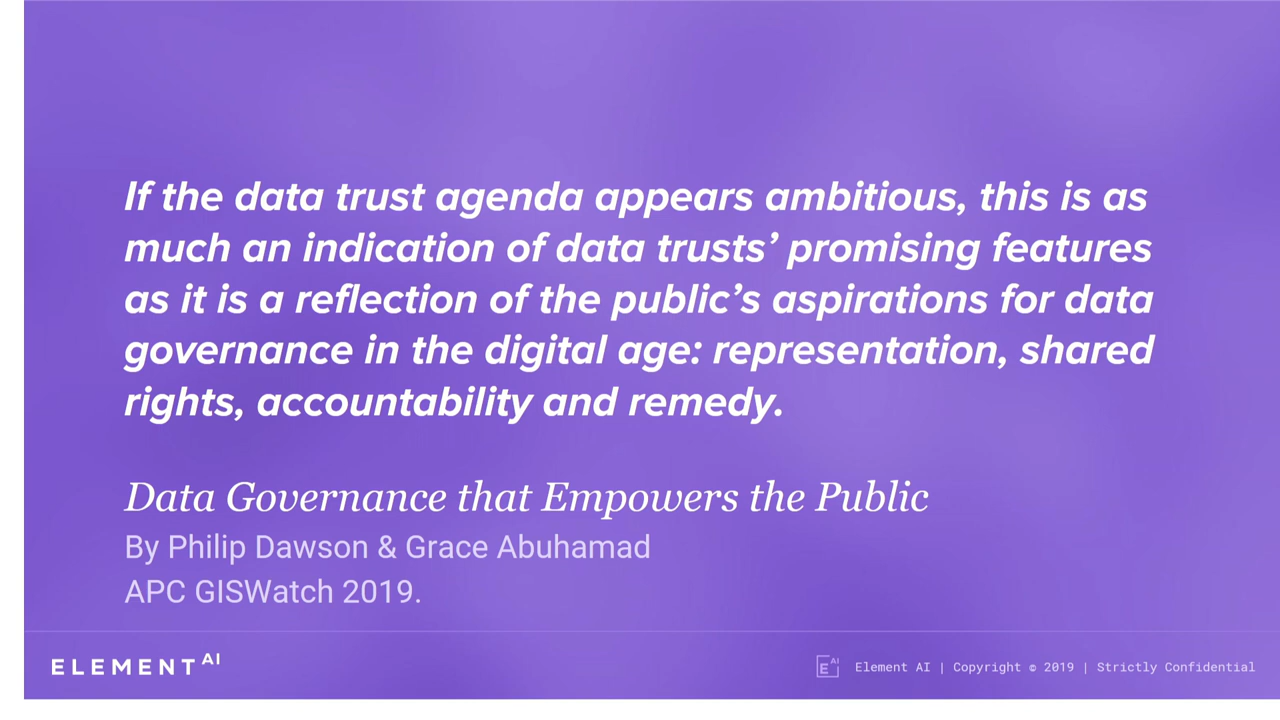 If the data trust agenda appears ambitious, this is as
much an indication of data trusts’ promising features
as it is a reflection of the public’s aspirations for data
governance in the digital age: representation, shared
rights, accountability and remedy.
Data Governance that Empowers the Public
By Philip Dawson & Grace Abuhamad
APC GISWatch 2019.
ELEMENT AI
E AI Element AI | Copyright © 2019 | Strictly Confidential